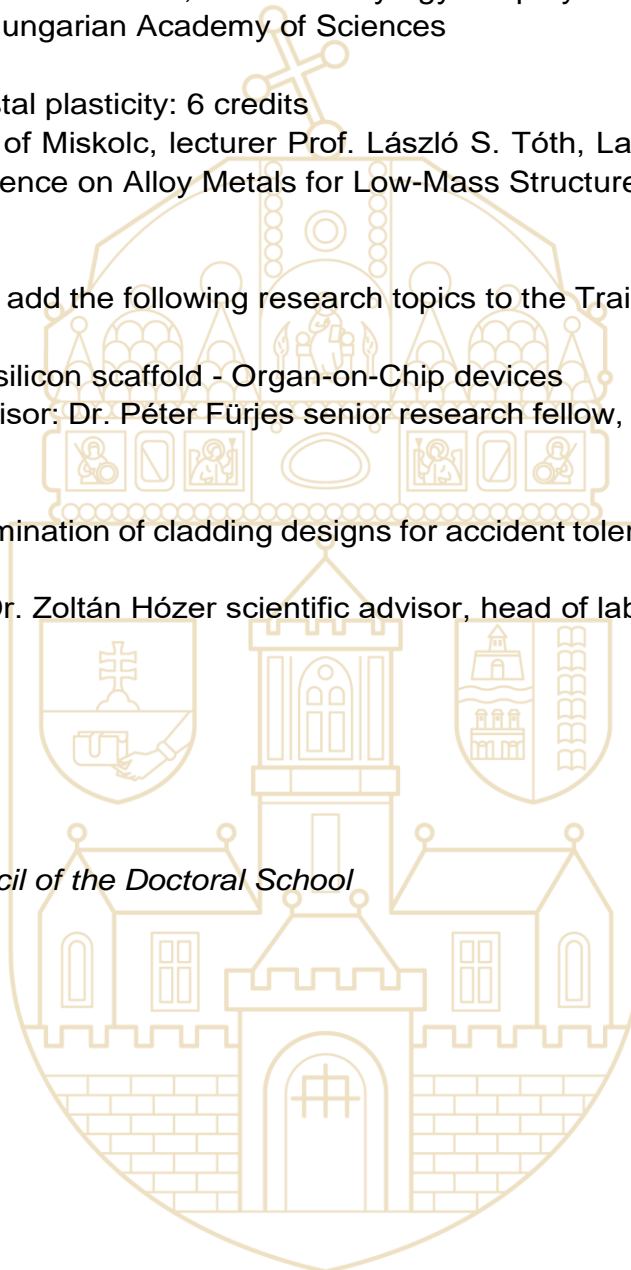 ungarian Academy of Sciences
stal plasticity: 6 credits
of Miskolc, lecturer Prof. László S. Tóth, La
ence on Alloy Metals for Low-Mass Structure
add the following research topics to the Trai
silicon scaffold - Organ-on-Chip devices
isor: Dr. Péter Fürjes senior research fellow,
mination of cladding designs for accident toler
Dr. Zoltán Hózer scientific advisor, head of lab
cil of the Doctoral School